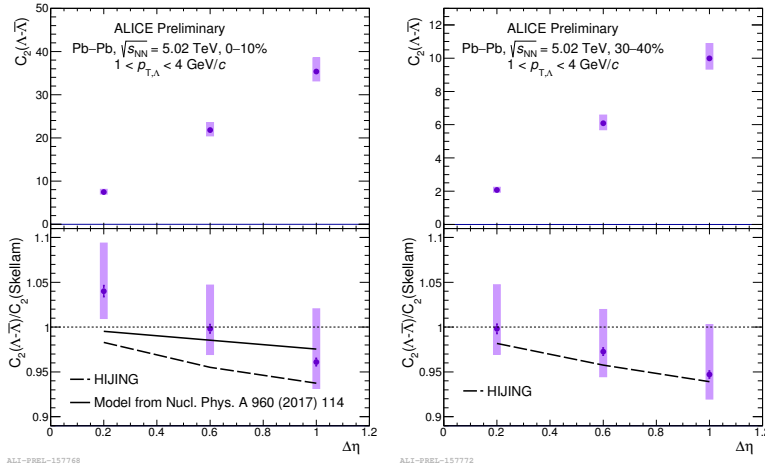 ALICE Preliminary
Pb–Pb, √sNN = 5.02 TeV, 0–10%
1 < pT,Λ < 4 GeV/c
C2(Λ-Λ̅)
50
40
30
20
10
0
C2(Λ-Λ̅)/C2(Skellam)
1.1
1.05
1
0.95
0.9
HIJING
Model from Nucl. Phys. A 960 (2017) 114
0 0.2 0.4 0.6 0.8 1 1.2
Δη
ALI-PREL-157768
ALICE Preliminary
Pb–Pb, √sNN = 5.02 TeV, 30–40%
1 < pT,Λ < 4 GeV/c
C2(Λ-Λ̅)
12
10
8
6
4
2
0
C2(Λ-Λ̅)/C2(Skellam)
1.1
1.05
1
0.95
0.9
HIJING
0 0.2 0.4 0.6 0.8 1 1.2
Δη
ALI-PREL-157772